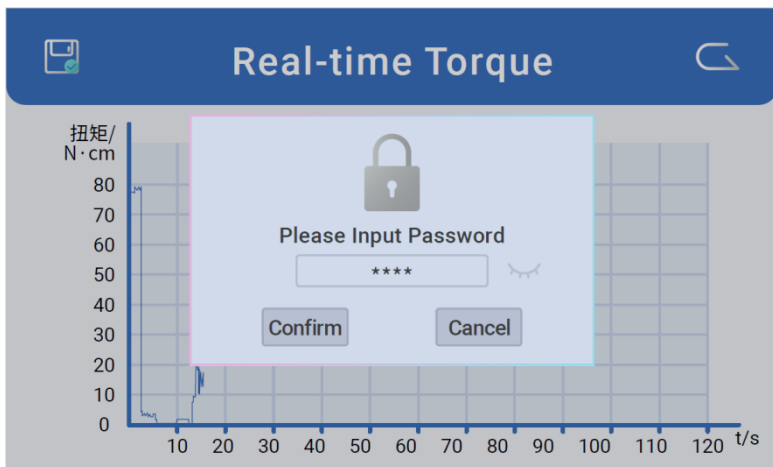 Real-time Torque
扭矩/
N·cm
80
70
60
50
40
30
20
10
0
Please Input Password
****
Confirm Cancel
10 20 30 40 50 60 70 80 90 100 110 120 t/s